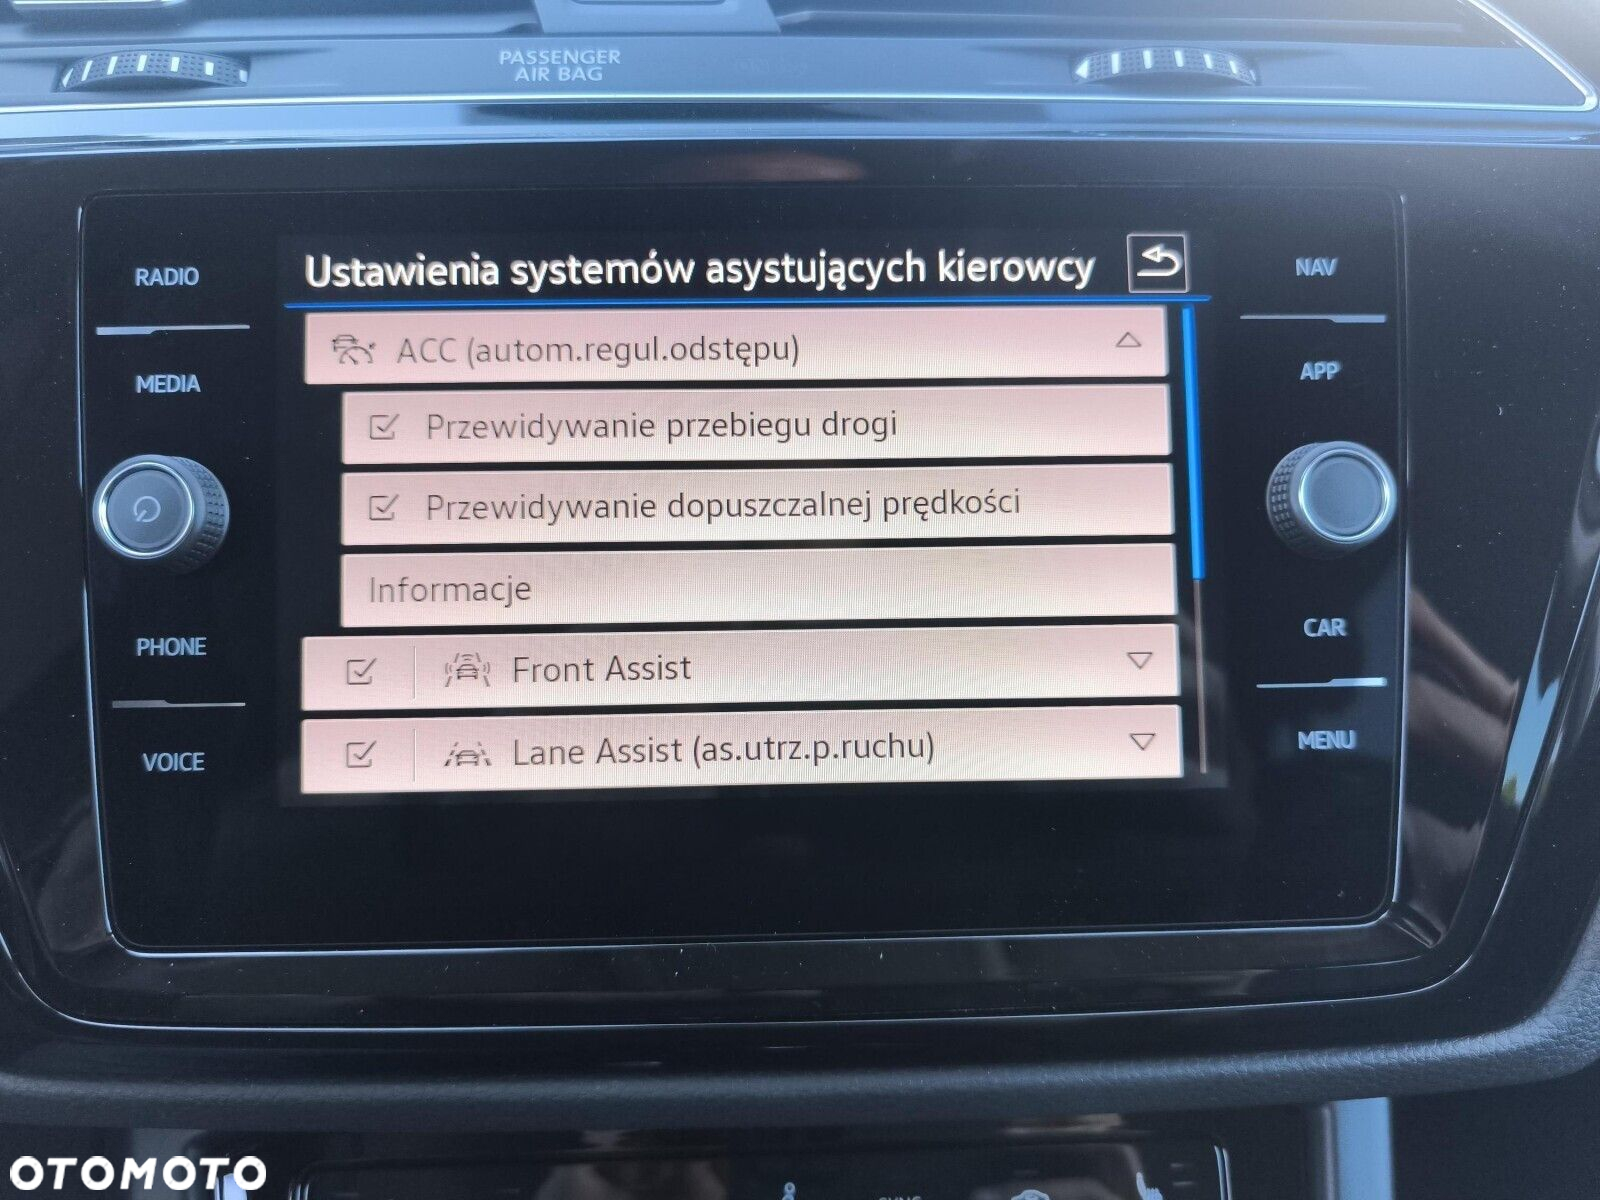 PASSENGER
AIR BAG
RADIO
MEDIA
PHONE
VOICE
Ustawienia systemów asystujących kierowcy
ACC (autom.regul.odstępu)
Przewidywanie przebiegu drogi
Przewidywanie dopuszczalnej prędkości
Informacje
Front Assist
Lane Assist (as.utrz.p.ruchu)
NAV
APP
CAR
MENU
SYNC
OTOMOTO